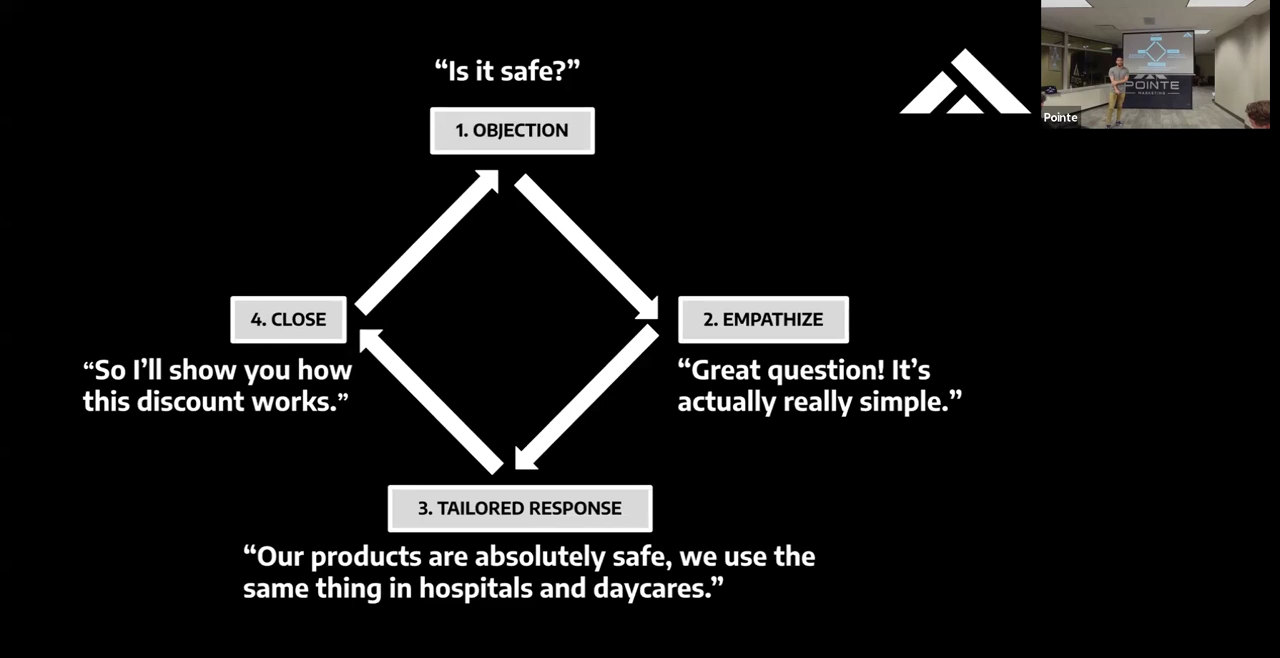 “Is it safe?”
1. OBJECTION
4. CLOSE
“So I’ll show you how
this discount works.”
2. EMPATHIZE
“Great question! It’s
actually really simple.”
3. TAILORED RESPONSE
“Our products are absolutely safe, we use the
same thing in hospitals and daycares.”
POINTE
MARKETING
Pointe